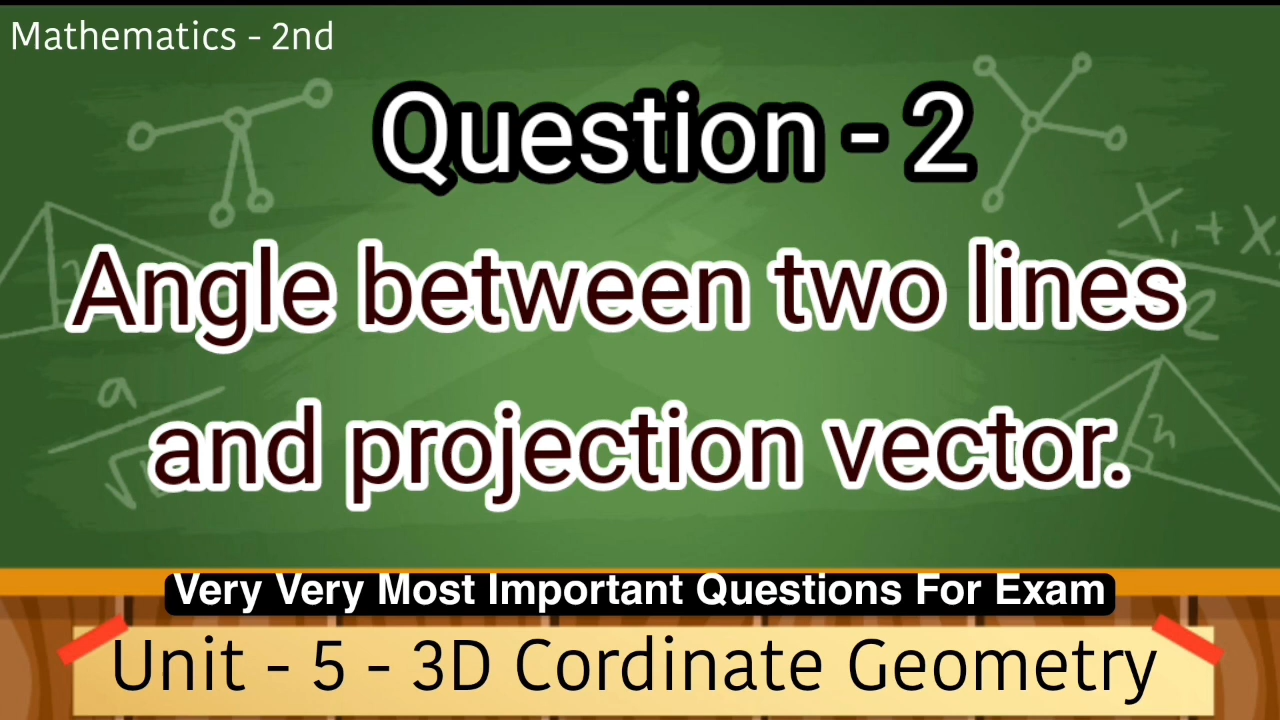 Mathematics - 2nd
Question - 2
Angle between two lines
and projection vector.
Very Very Most Important Questions For Exam
Unit - 5 - 3D Cordinate Geometry